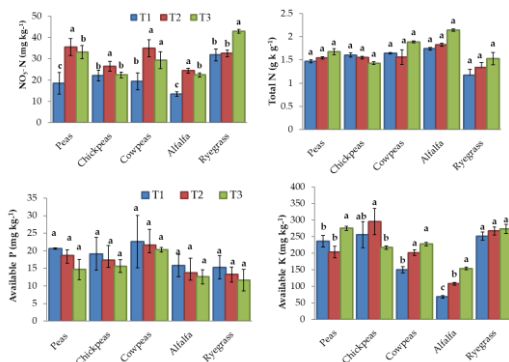 NO₃-N (mg kg-1)
50
40
30
20
10
0
T1 T2 T3
c a a
b a b
b a a
c a b
a a a
Peas
Chickpeas
Cowpeas
Alfalfa
Ryegrass
Total N (g k g-1)
2.5
2
1.5
1
0.5
0
a a a
a a a
a a a
a a a
a a a
Peas
Chickpeas
Cowpeas
Alfalfa
Ryegrass
Available P (mg kg-1)
35
30
25
20
15
10
5
0
T1 T2 T3
a a a
a a a
a a a
a a a
a a a
Peas
Chickpeas
Cowpeas
Alfalfa
Ryegrass
Available K (mg kg-1)
400
350
300
250
200
150
100
50
0
b b a
ab a b
b a a
c b a
a a a
Peas
Chickpeas
Cowpeas
Alfalfa
Ryegrass